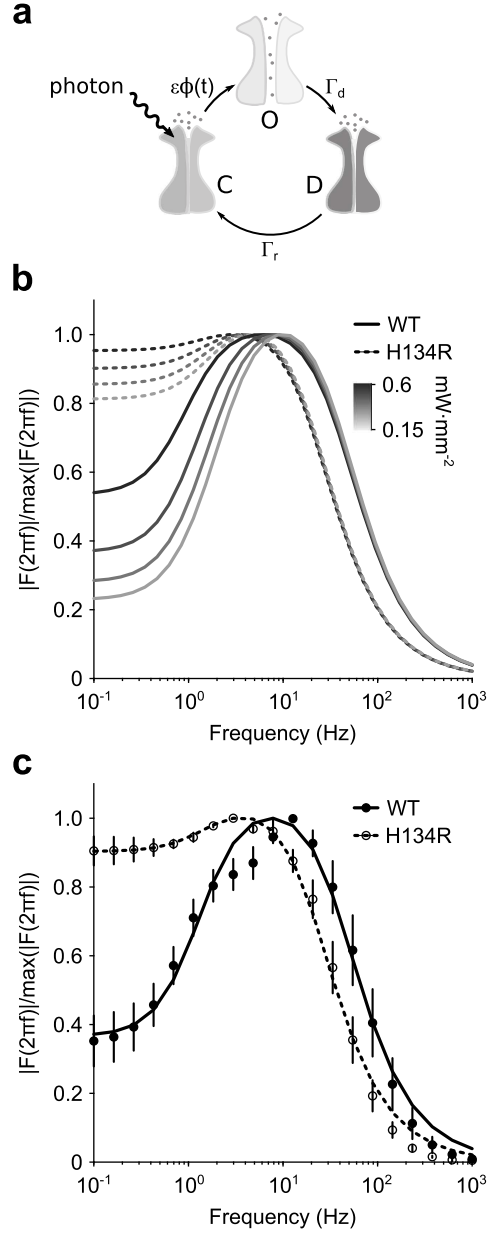 a
photon
εϕ(t)
Γd
O
C
D
Γr
b
|F(2πf)|/max(|F(2πf)|)
1.0
0.8
0.6
0.4
0.2
0
WT
H134R
0.6
0.15
mW·mm-2
10-1
100
101
102
103
Frequency (Hz)
c
|F(2πf)|/max(|F(2πf)|)
1.0
0.8
0.6
0.4
0.2
0
WT
H134R
10-1
100
101
102
103
Frequency (Hz)